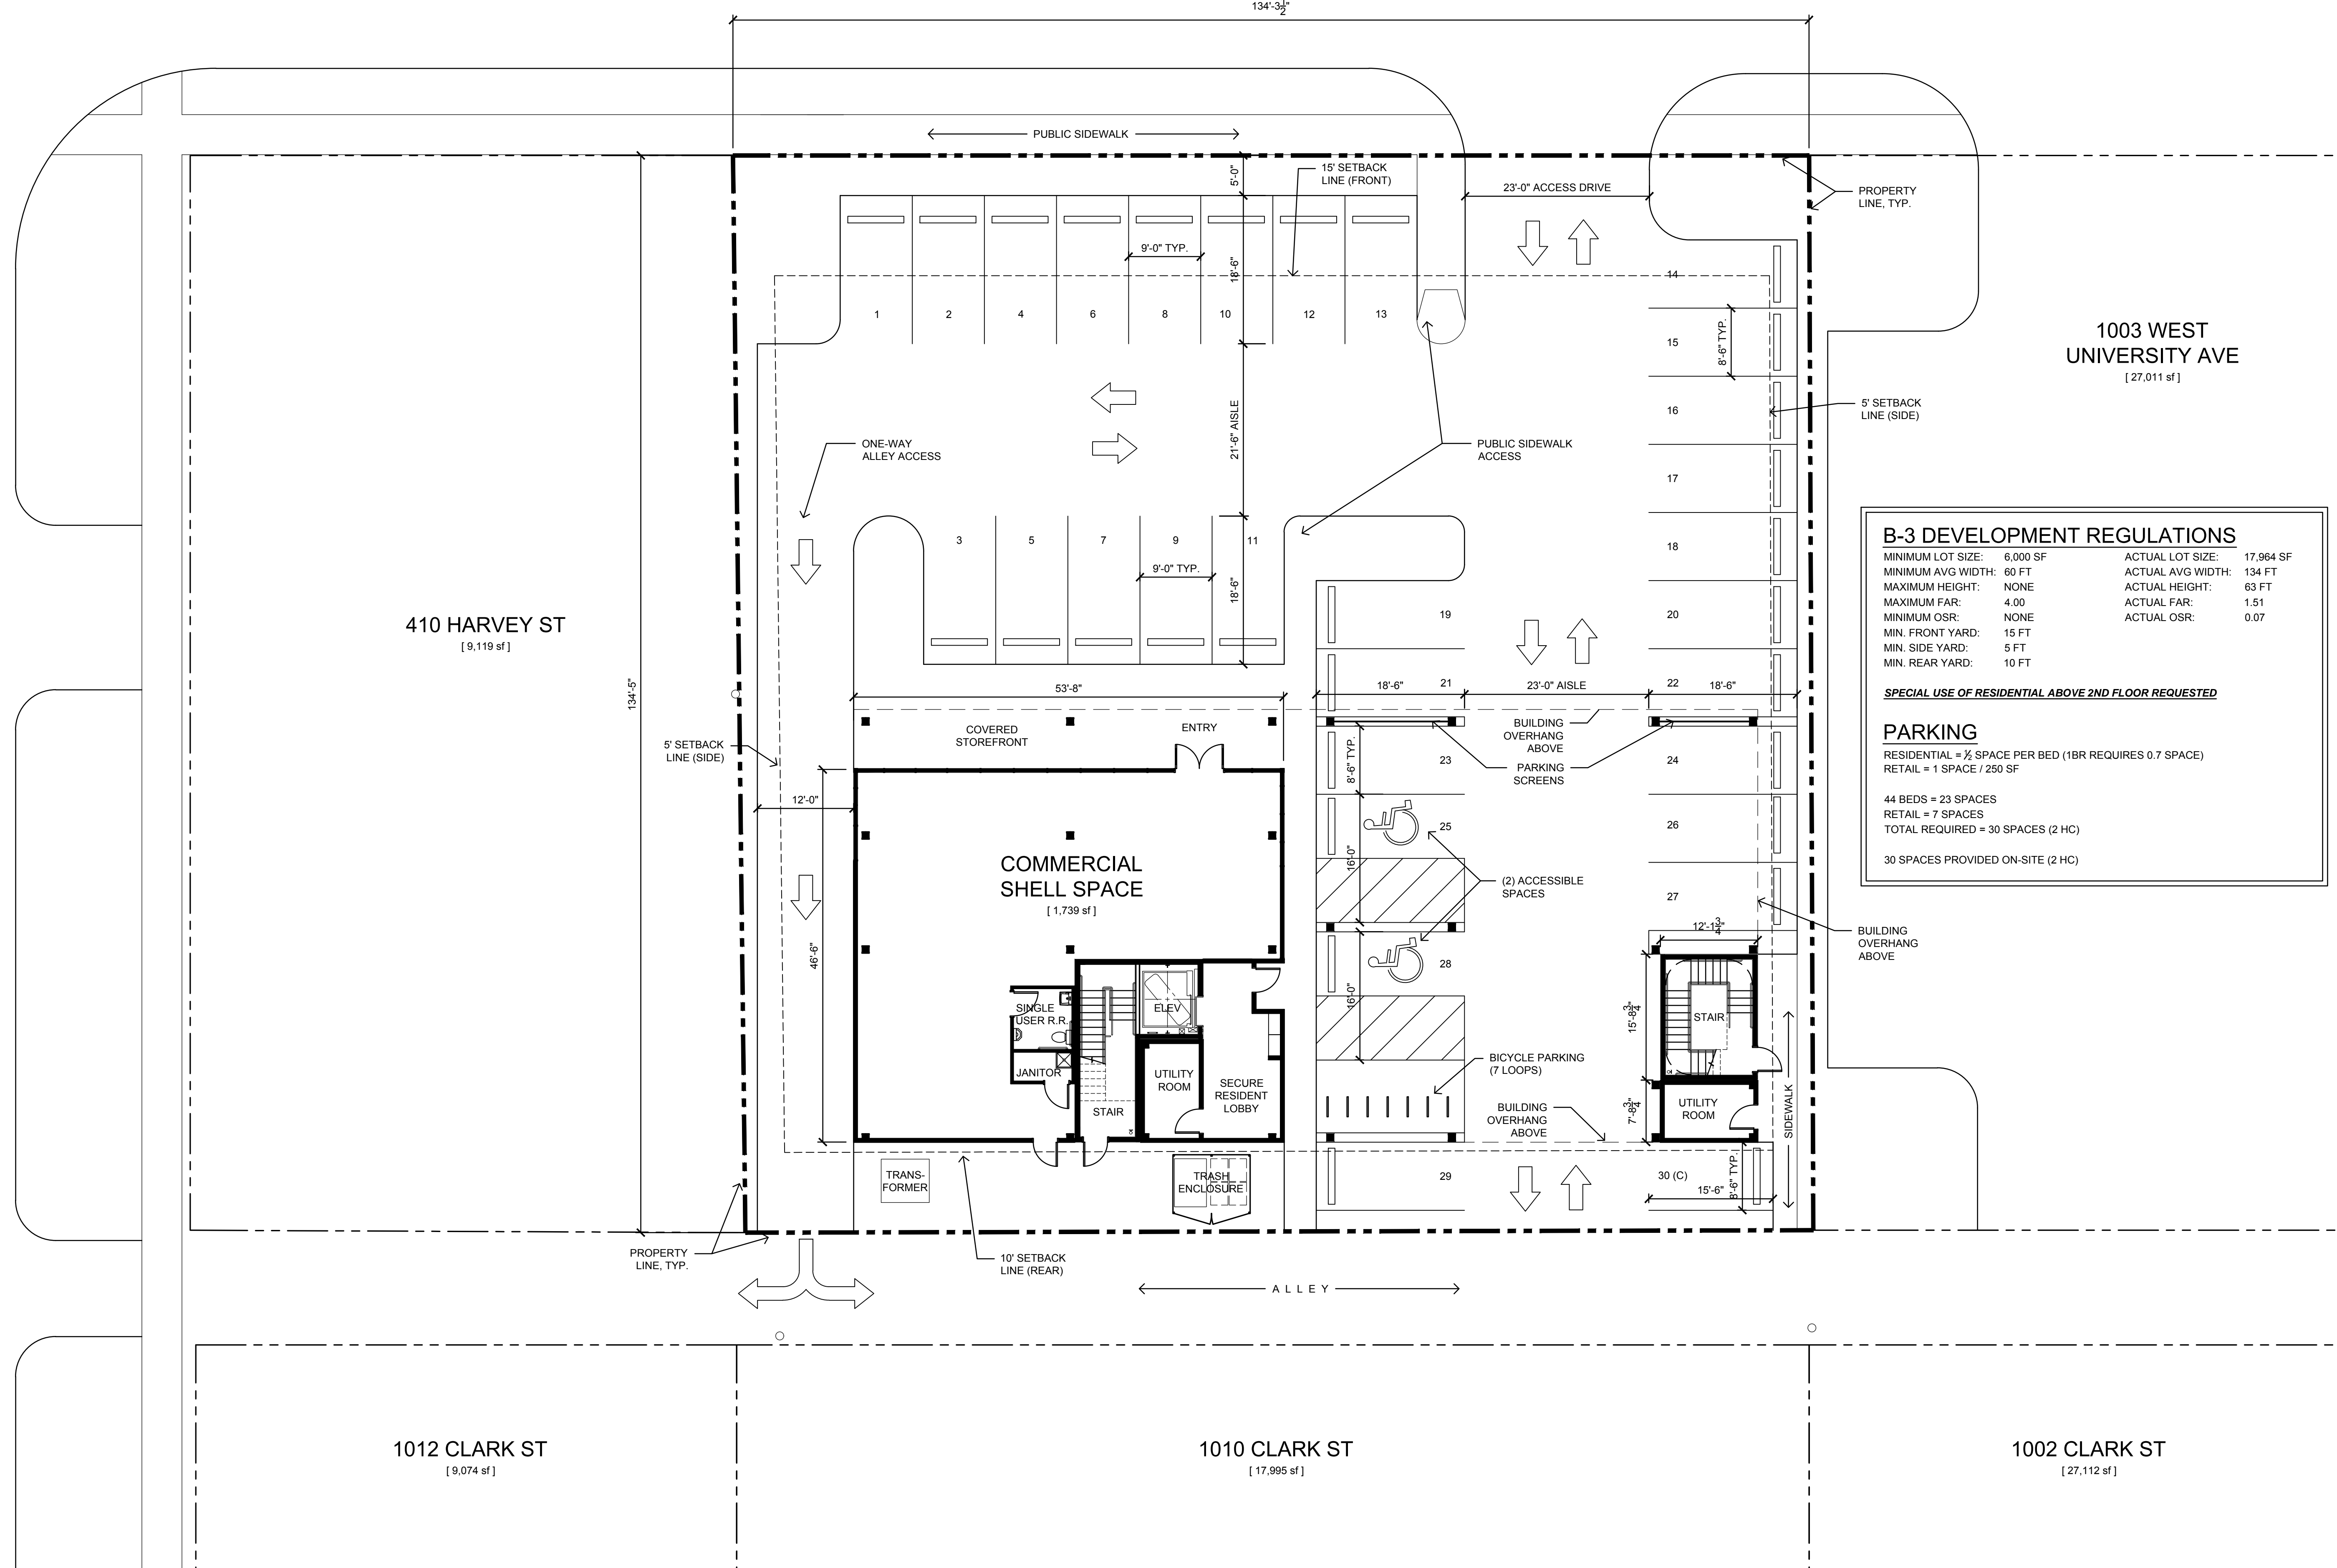 134'-3 1/2"
PUBLIC SIDEWALK
5'-0"
15' SETBACK
LINE (FRONT)
23'-0" ACCESS DRIVE
PROPERTY
LINE, TYP.
9'-0" TYP.
18'-6"
14
1
2
4
6
8
10
12
13
15
8'-6" TYP.
1003 WEST
UNIVERSITY AVE
[ 27,011 sf ]
16
5' SETBACK
LINE (SIDE)
21'-6" AISLE
ONE-WAY
ALLEY ACCESS
PUBLIC SIDEWALK
ACCESS
17
3
5
7
9
11
18
9'-0" TYP.
18'-6"
19
20
410 HARVEY ST
[ 9,119 sf ]
134'-5"
B-3 DEVELOPMENT REGULATIONS
MINIMUM LOT SIZE: 6,000 SF ACTUAL LOT SIZE: 17,964 SF
MINIMUM AVG WIDTH: 60 FT ACTUAL AVG WIDTH: 134 FT
MAXIMUM HEIGHT: NONE ACTUAL HEIGHT: 63 FT
MAXIMUM FAR: 4.00 ACTUAL FAR: 1.51
MINIMUM OSR: NONE ACTUAL OSR: 0.07
MIN. FRONT YARD: 15 FT
MIN. SIDE YARD: 5 FT
MIN. REAR YARD: 10 FT
SPECIAL USE OF RESIDENTIAL ABOVE 2ND FLOOR REQUESTED
PARKING
RESIDENTIAL = ½ SPACE PER BED (1BR REQUIRES 0.7 SPACE)
RETAIL = 1 SPACE / 250 SF
44 BEDS = 23 SPACES
RETAIL = 7 SPACES
TOTAL REQUIRED = 30 SPACES (2 HC)
30 SPACES PROVIDED ON-SITE (2 HC)
53'-8"
18'-6"
21
23'-0" AISLE
22
18'-6"
5' SETBACK
LINE (SIDE)
COVERED
STOREFRONT
ENTRY
BUILDING
OVERHANG
ABOVE
PARKING
SCREENS
8'-6" TYP.
23
24
12'-0"
25
26
16'-0"
COMMERCIAL
SHELL SPACE
[ 1,739 sf ]
(2) ACCESSIBLE
SPACES
27
12'-1 3/4"
BUILDING
OVERHANG
ABOVE
46'-6"
28
16'-0"
SINGLE
USER R.R.
ELEV
STAIR
15'-8 3/4"
JANITOR
UTILITY
ROOM
SECURE
RESIDENT
LOBBY
STAIR
BICYCLE PARKING
(7 LOOPS)
BUILDING
OVERHANG
ABOVE
7'-8 3/4"
UTILITY
ROOM
SIDEWALK
TRANS-
FORMER
TRASH
ENCLOSURE
29
30 (C)
15'-6"
8'-6" TYP.
PROPERTY
LINE, TYP.
10' SETBACK
LINE (REAR)
ALLEY
1012 CLARK ST
[ 9,074 sf ]
1010 CLARK ST
[ 17,995 sf ]
1002 CLARK ST
[ 27,112 sf ]